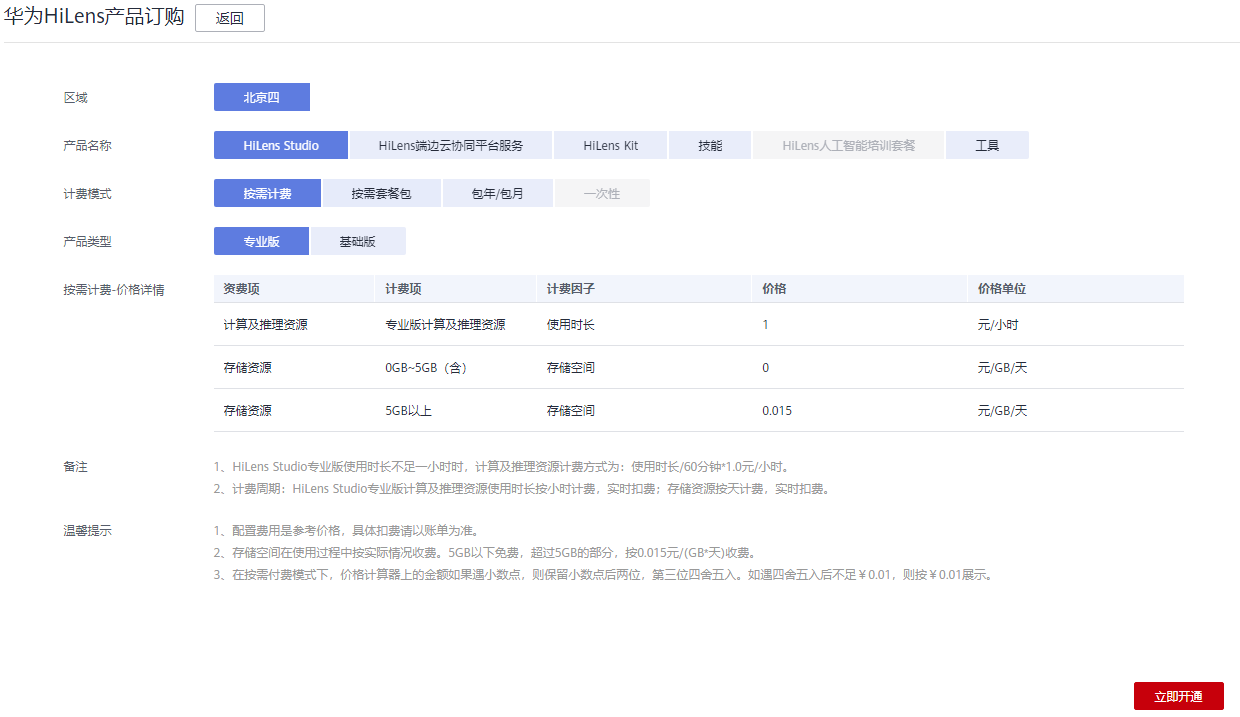 华为HiLens产品订购 返回
区域 北京四
产品名称 HiLens Studio HiLens端边云协同平台服务 HiLens Kit 技能 HiLens人工智能培训套餐 工具
计费模式 按需计费 按需套餐包 包年/包月 一次性
产品类型 专业版 基础版
按需计费-价格详情 资费项 计费项 计费因子 价格 价格单位
计算及推理资源 专业版计算及推理资源 使用时长 1 元/小时
存储资源 0GB~5GB（含） 存储空间 0 元/GB/天
存储资源 5GB以上 存储空间 0.015 元/GB/天
备注 1、HiLens Studio专业版使用时长不足一小时时，计算及推理资源计费方式为：使用时长/60分钟*1.0元/小时。
2、计费周期：HiLens Studio专业版计算及推理资源使用时长按小时计费，实时扣费；存储资源按天计费，实时扣费。
温馨提示 1、配置费用是参考价格，具体扣费请以账单为准。
2、存储空间在使用过程中按实际情况收费。5GB以下免费，超过5GB的部分，按0.015元/(GB*天)收费。
3、在按需付费模式下，价格计算器上的金额如果遇小数点，则保留小数点后两位，第三位四舍五入。如遇四舍五入后不足￥0.01，则按￥0.01展示。
立即开通